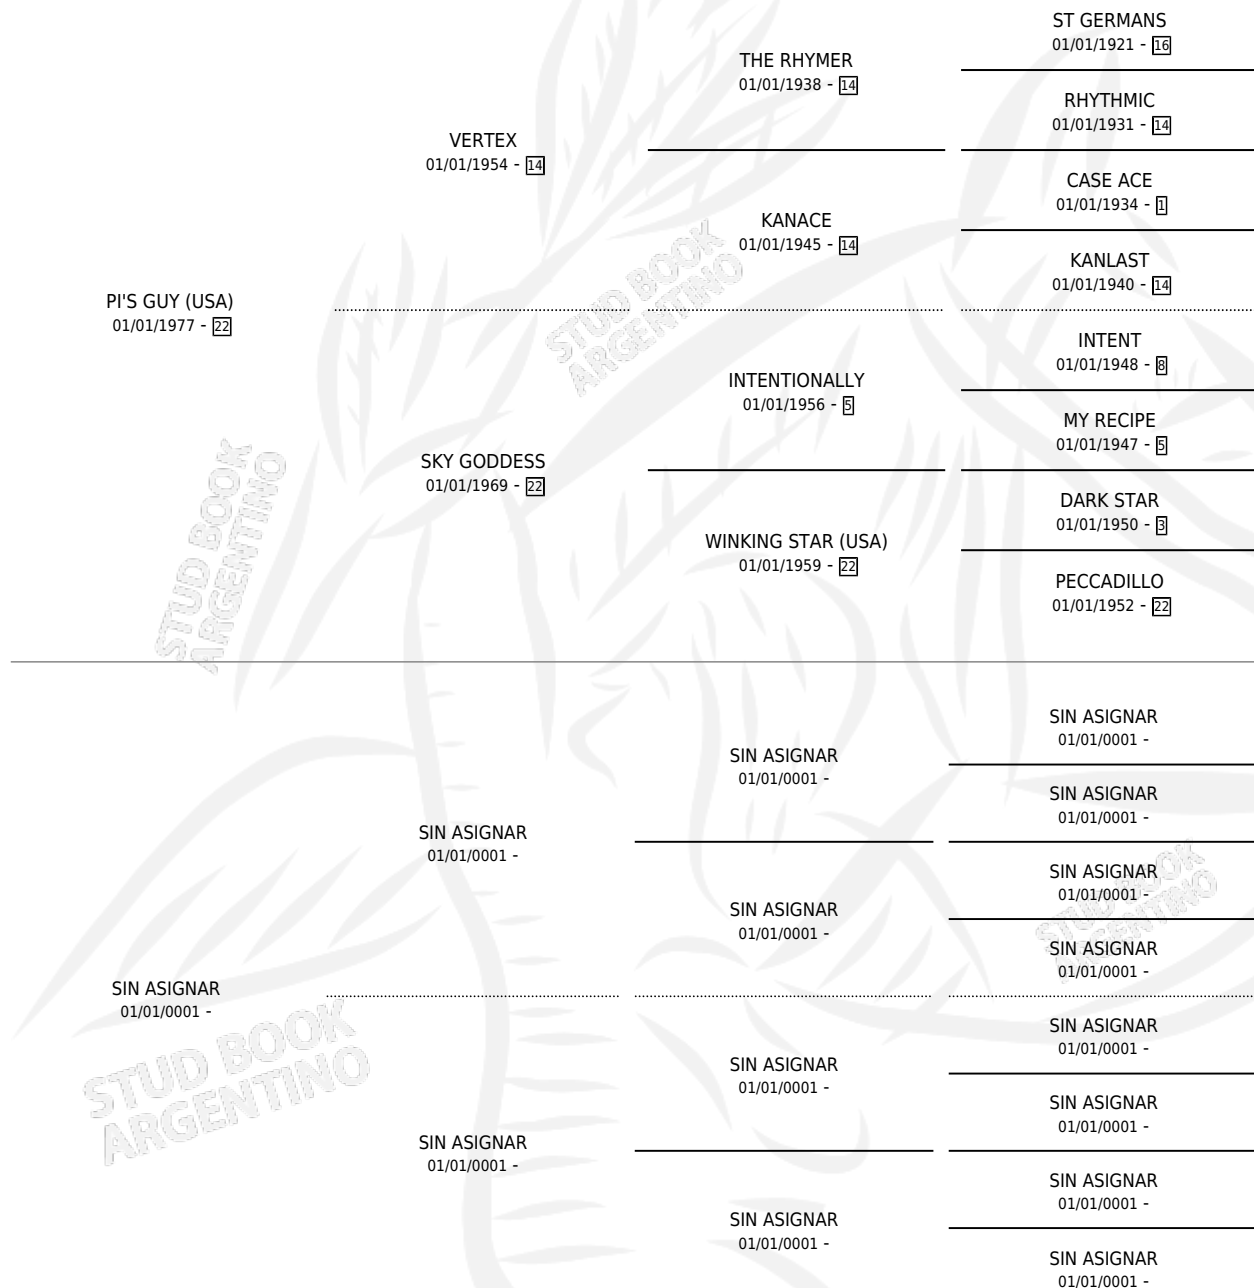 PI'S GUY (USA)
01/01/1977 - 22
VERTEX
01/01/1954 - 14
SKY GODDESS
01/01/1969 - 22
THE RHYMER
01/01/1938 - 14
KANACE
01/01/1945 - 14
INTENTIONALLY
01/01/1956 - 5
WINKING STAR (USA)
01/01/1959 - 22
ST GERMANS
01/01/1921 - 16
RHYTHMIC
01/01/1931 - 14
CASE ACE
01/01/1934 - 1
KANLAST
01/01/1940 - 14
INTENT
01/01/1948 - 8
MY RECIPE
01/01/1947 - 5
DARK STAR
01/01/1950 - 3
PECCADILLO
01/01/1952 - 22
STUD BOOK
ARGENTINO
STUD BOOK
ARGENTINO
SIN ASIGNAR
01/01/0001 -
SIN ASIGNAR
01/01/0001 -
SIN ASIGNAR
01/01/0001 -
SIN ASIGNAR
01/01/0001 -
SIN ASIGNAR
01/01/0001 -
SIN ASIGNAR
01/01/0001 -
SIN ASIGNAR
01/01/0001 -
SIN ASIGNAR
01/01/0001 -
SIN ASIGNAR
01/01/0001 -
SIN ASIGNAR
01/01/0001 -
SIN ASIGNAR
01/01/0001 -
SIN ASIGNAR
01/01/0001 -
SIN ASIGNAR
01/01/0001 -
SIN ASIGNAR
01/01/0001 -
SIN ASIGNAR
01/01/0001 -
STUD BOOK
ARGENTINO
STUD BOOK
ARGENTINO